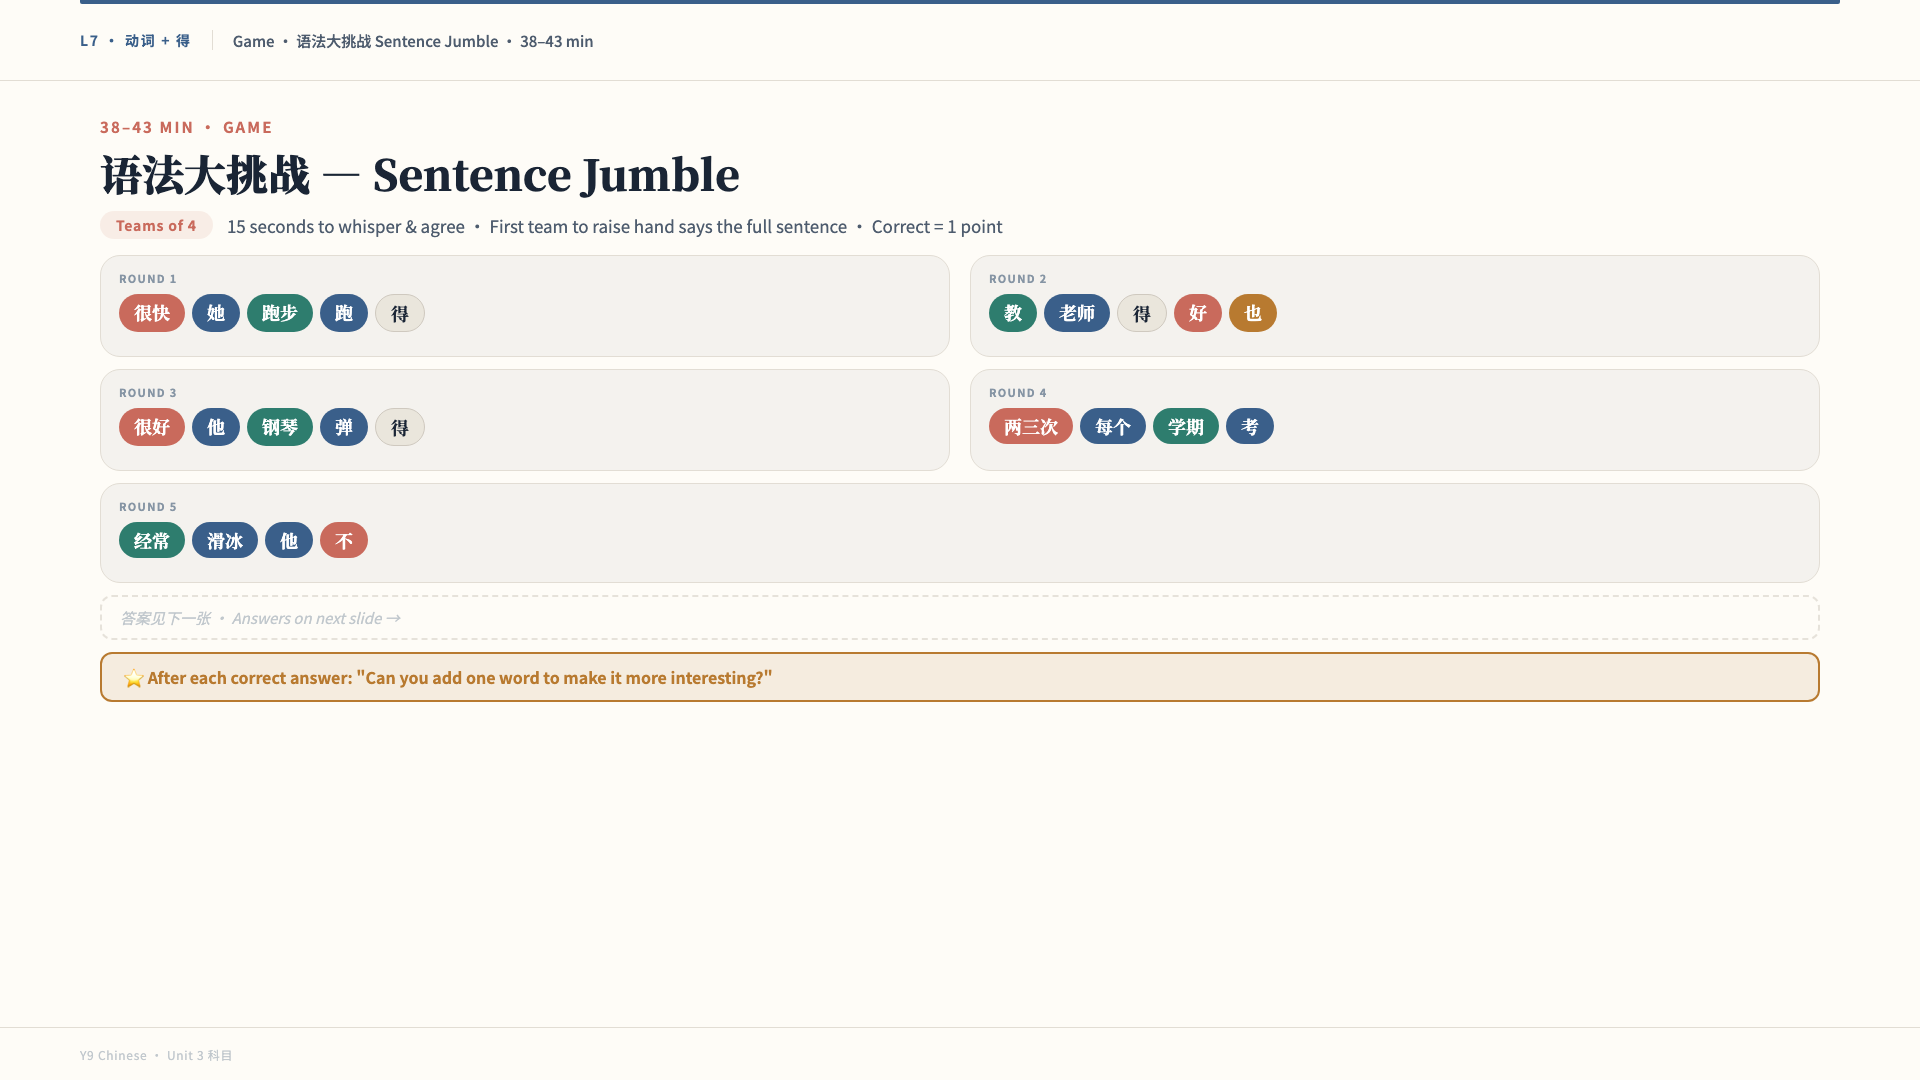 L7 • 动词 + 得 Game • 语法大挑战 Sentence Jumble • 38–43 min
38–43 MIN • GAME
语法大挑战 — Sentence Jumble
Teams of 4 15 seconds to whisper & agree • First team to raise hand says the full sentence • Correct = 1 point
ROUND 1
很快 她 跑步 跑 得
ROUND 2
教 老师 得 好 也
ROUND 3
很好 他 钢琴 弹 得
ROUND 4
两三次 每个 学期 考
ROUND 5
经常 滑冰 他 不
答案见下一张 • Answers on next slide →
⭐ After each correct answer: "Can you add one word to make it more interesting?"
Y9 Chinese • Unit 3 科目